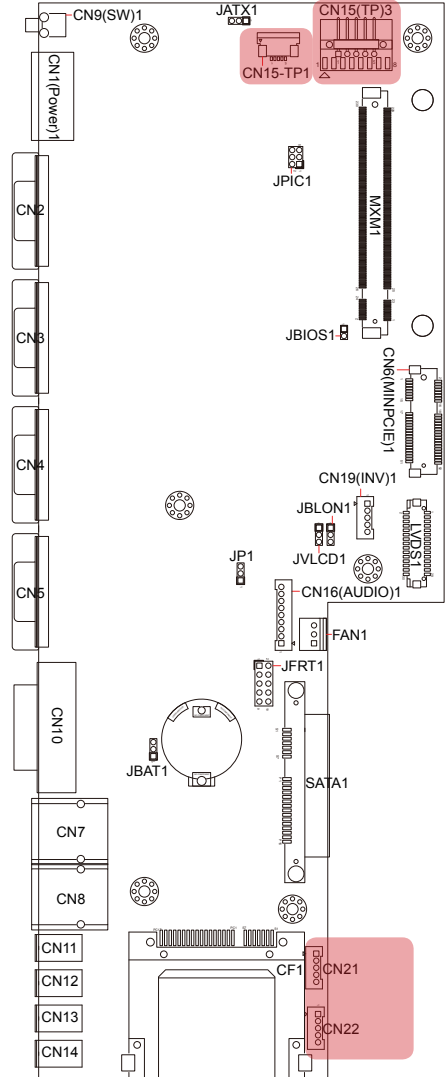 CN9(SW)1
JATX1
CN15(TP)3
CN15-TP1
1
8
CN1(Power)1
JPIC1
CN2
MXM1
CN3
JBIOS1
CN6(MINPCIE)1
CN4
CN19(INV)1
JBLON1
JVLCD1
LVDS1
JP1
CN5
CN16(AUDIO)1
FAN1
JFRT1
CN10
JBAT1
SATA1
CN7
CN8
CN11
CF1
CN21
CN12
CN13
CN22
CN14